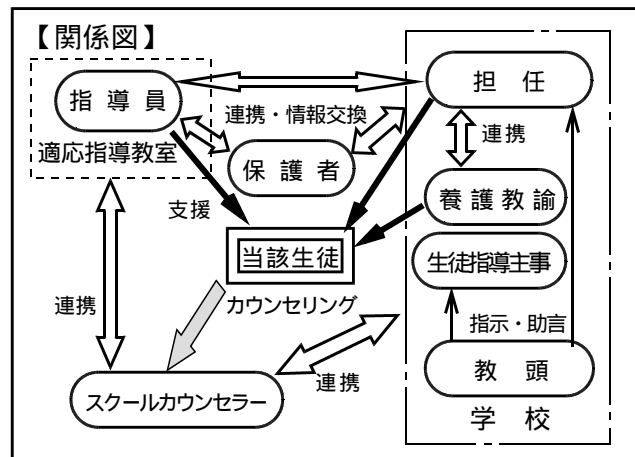 【関係図】
指導員
適応指導教室
担任
連携・情報交換
連携
保護者
養護教諭
支援
当該生徒
生徒指導主事
カウンセリング
指示・助言
連携
連携
教頭
スクールカウンセラー
学校